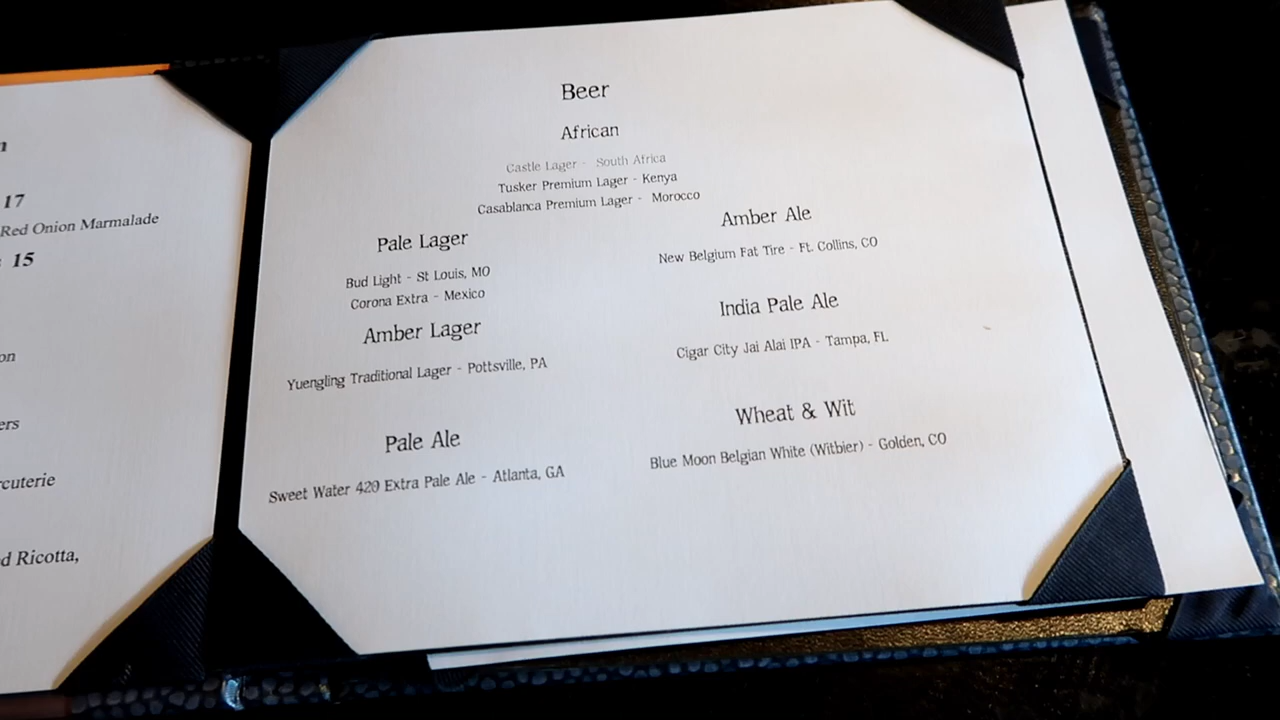 n
17
Red Onion Marmalade
15
on
ers
cuterie
d Ricotta,
Beer
African
Castle Lager - South Africa
Tusker Premium Lager - Kenya
Casablanca Premium Lager - Morocco
Pale Lager
Bud Light - St Louis, MO
Corona Extra - Mexico
Amber Lager
Yuengling Traditional Lager - Pottsville, PA
Pale Ale
Sweet Water 420 Extra Pale Ale - Atlanta, GA
Amber Ale
New Belgium Fat Tire - Ft. Collins, CO
India Pale Ale
Cigar City Jai Alai IPA - Tampa, FL
Wheat & Wit
Blue Moon Belgian White (Witbier) - Golden, CO